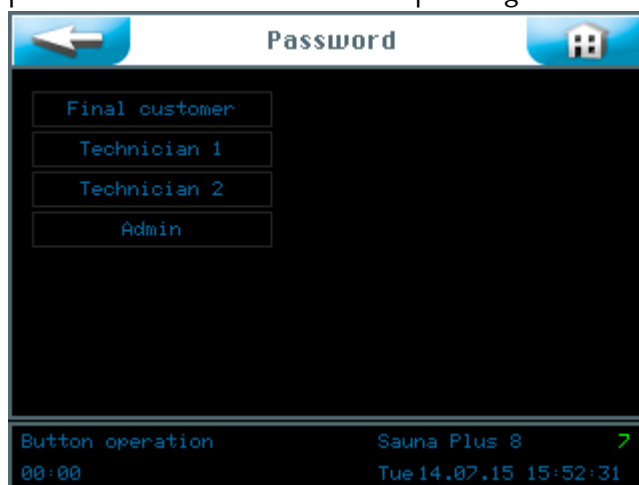 Password
Final customer
Technician 1
Technician 2
Admin
Button operation Sauna Plus 8 7
00:00 Tue 14.07.15 15:52:31